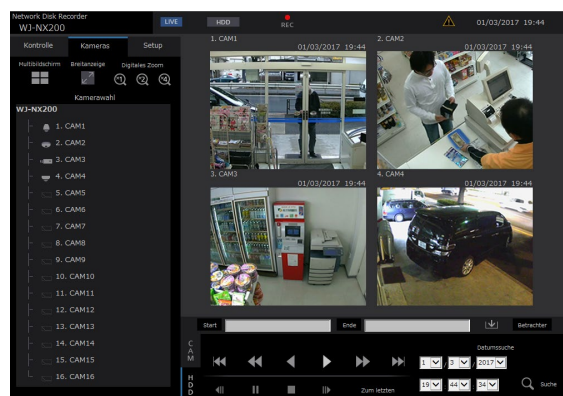 Network Disk Recorder
WJ-NX200
LIVE
HDD
REC
01/03/2017 19:44
Kontrolle
Kameras
Setup
Multibildschirm
Breitanzeige
Digitales Zoom
x1
x2
x4
Kamerawahl
WJ-NX200
1. CAM1
2. CAM2
3. CAM3
4. CAM4
5. CAM5
6. CAM6
7. CAM7
8. CAM8
9. CAM9
10. CAM10
11. CAM11
12. CAM12
13. CAM13
14. CAM14
15. CAM15
16. CAM16
1. CAM1
01/03/2017 19:44
2. CAM2
01/03/2017 19:44
3. CAM3
01/03/2017 19:44
4. CAM4
01/03/2017 19:44
Start
Ende
Betrachter
CAM
HDD
Zum letzten
Datumssuche
1 / 3 / 2017
19 : 44 : 34
Suche